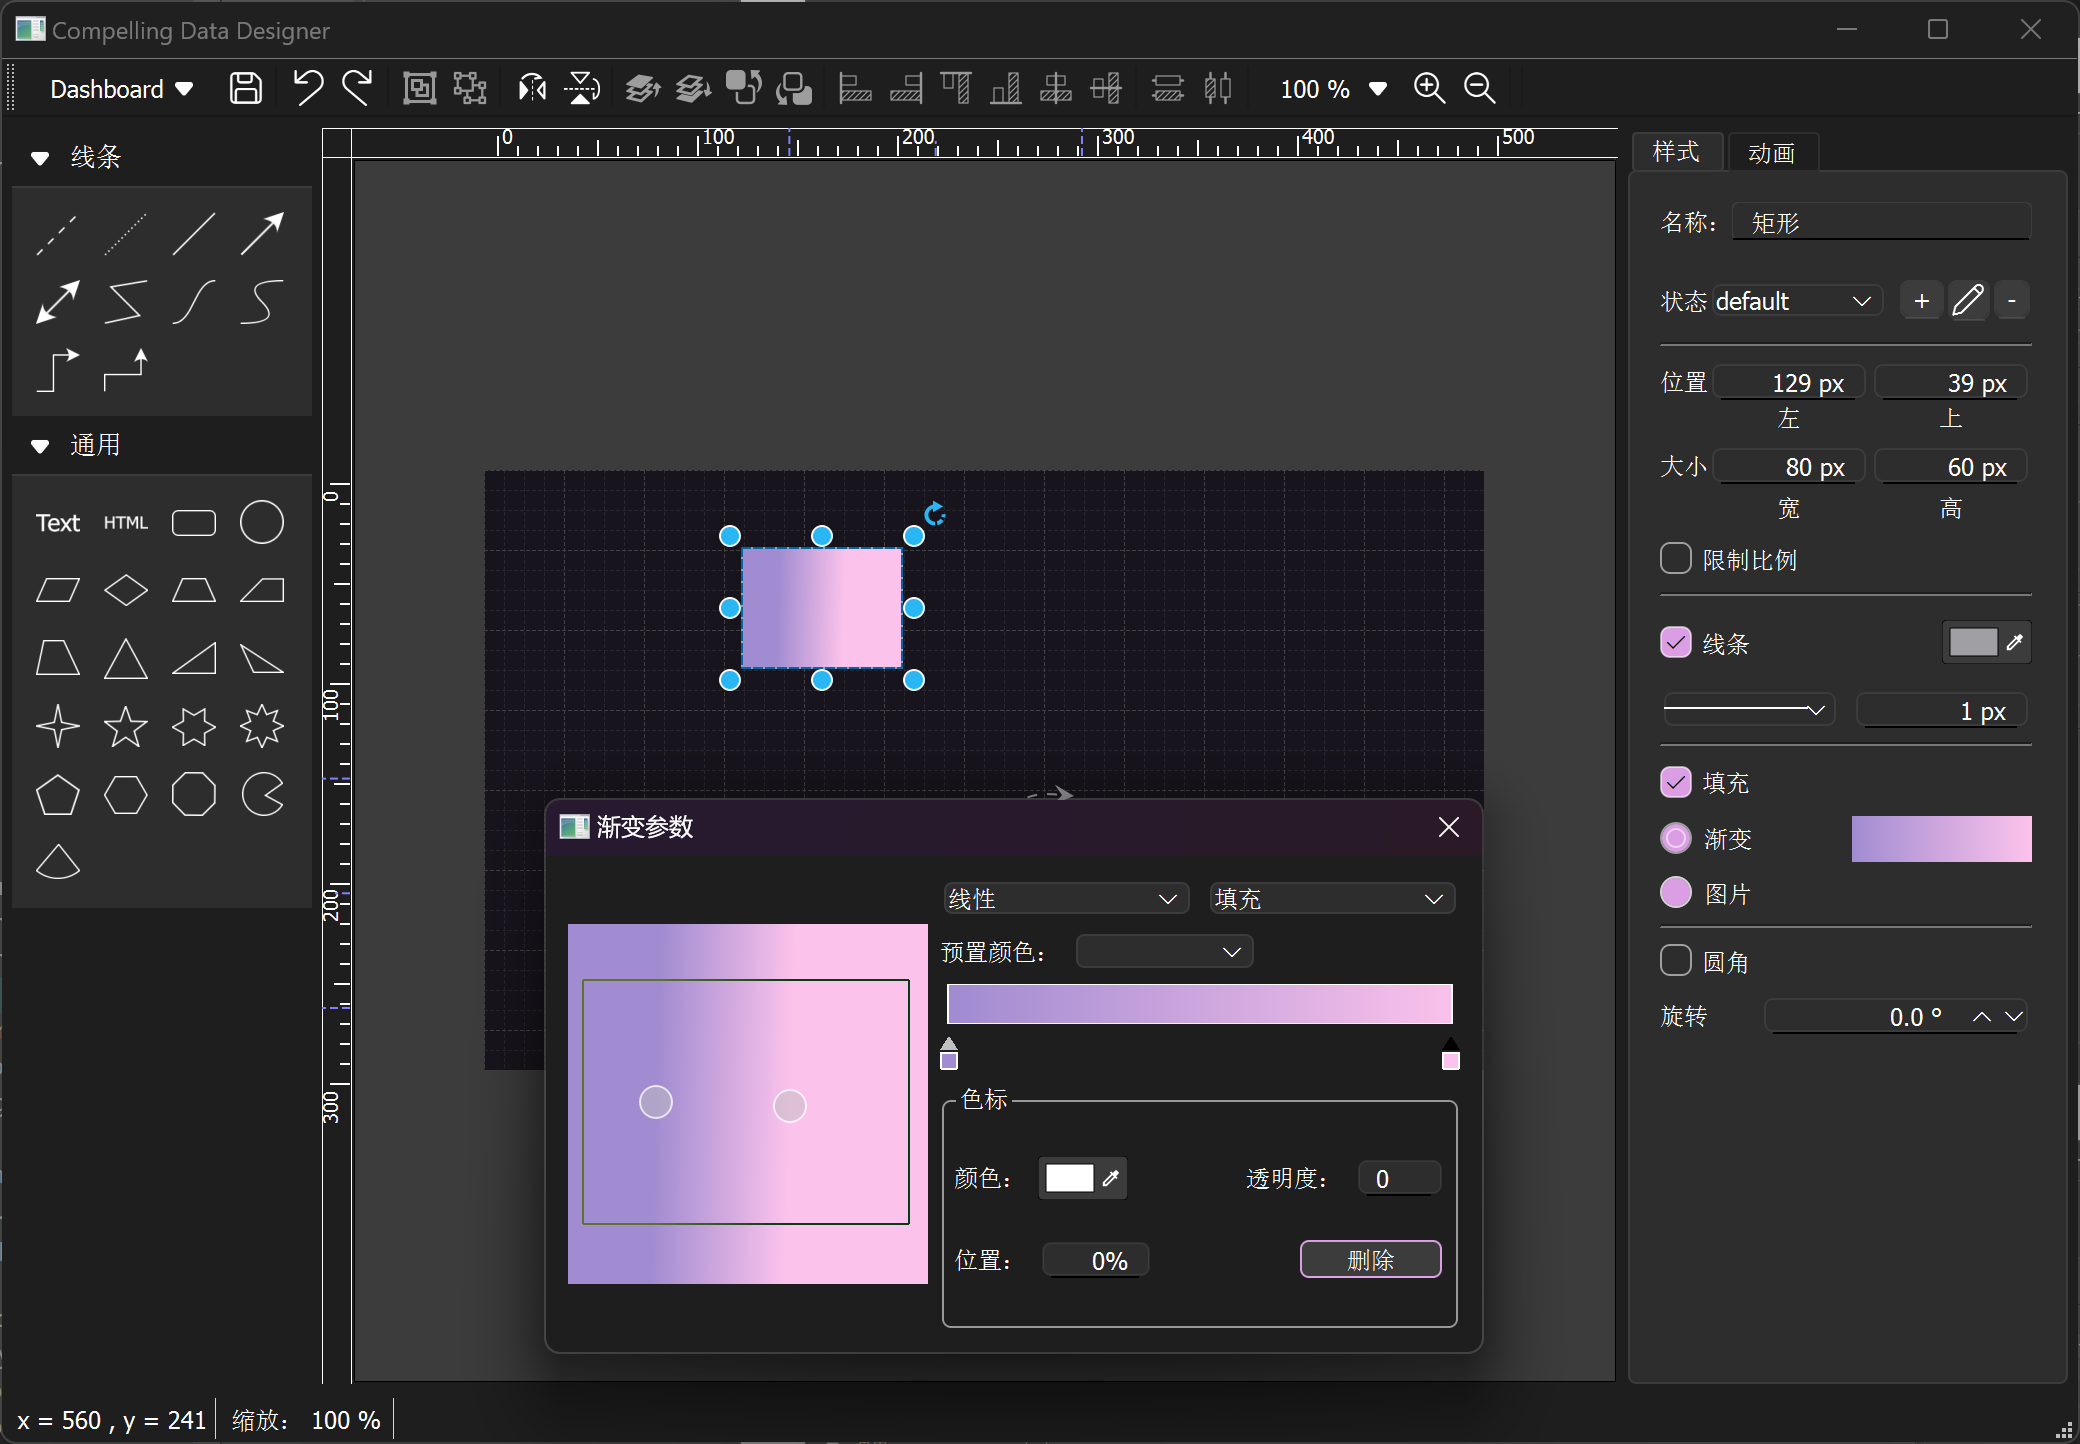 Compelling Data Designer
Dashboard
100 %
线条
0 100 200 300 400 500
样式 动画
名称： 矩形
状态 default + -
位置 129 px 39 px
左 上
大小 80 px 60 px
宽 高
限制比例
线条
1 px
填充
渐变
图片
圆角
旋转 0.0 °
通用
Text HTML
0
100
200
300
渐变参数
线性 填充
预置颜色：
色标
颜色： 透明度： 0
位置： 0% 删除
x = 560 , y = 241 缩放： 100 %